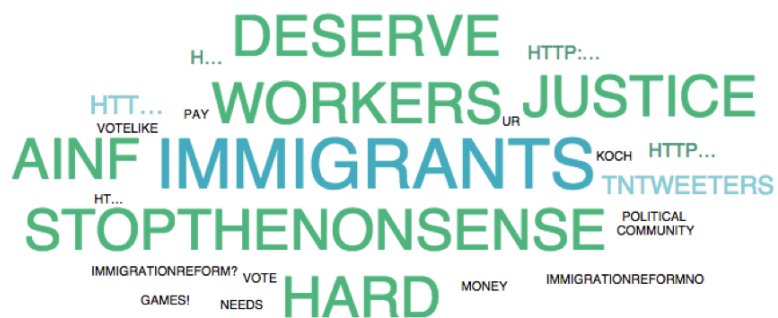 DESERVE
H...
HTTP:...
HTT...
PAY
WORKERS
JUSTICE
UR
VOTELIKE
AINF
IMMIGRANTS
KOCH
HTTP...
TNTWEETERS
HT...
STOPTHENONSENSE
POLITICAL
COMMUNITY
IMMIGRATIONREFORM?
VOTE
HARD
MONEY
IMMIGRATIONREFORMNO
GAMES!
NEEDS